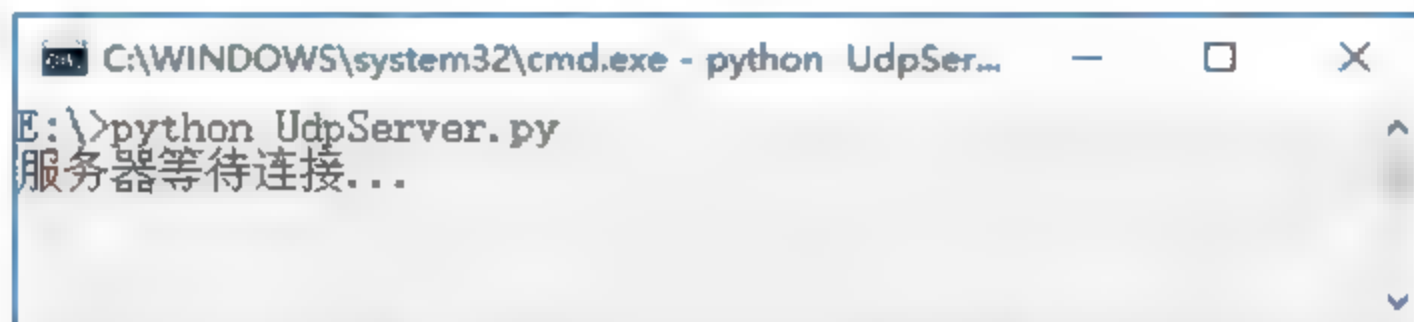 C:\WINDOWS\system32\cmd.exe - python UdpSer...
E:\>python UdpServer.py
服务器等待连接...